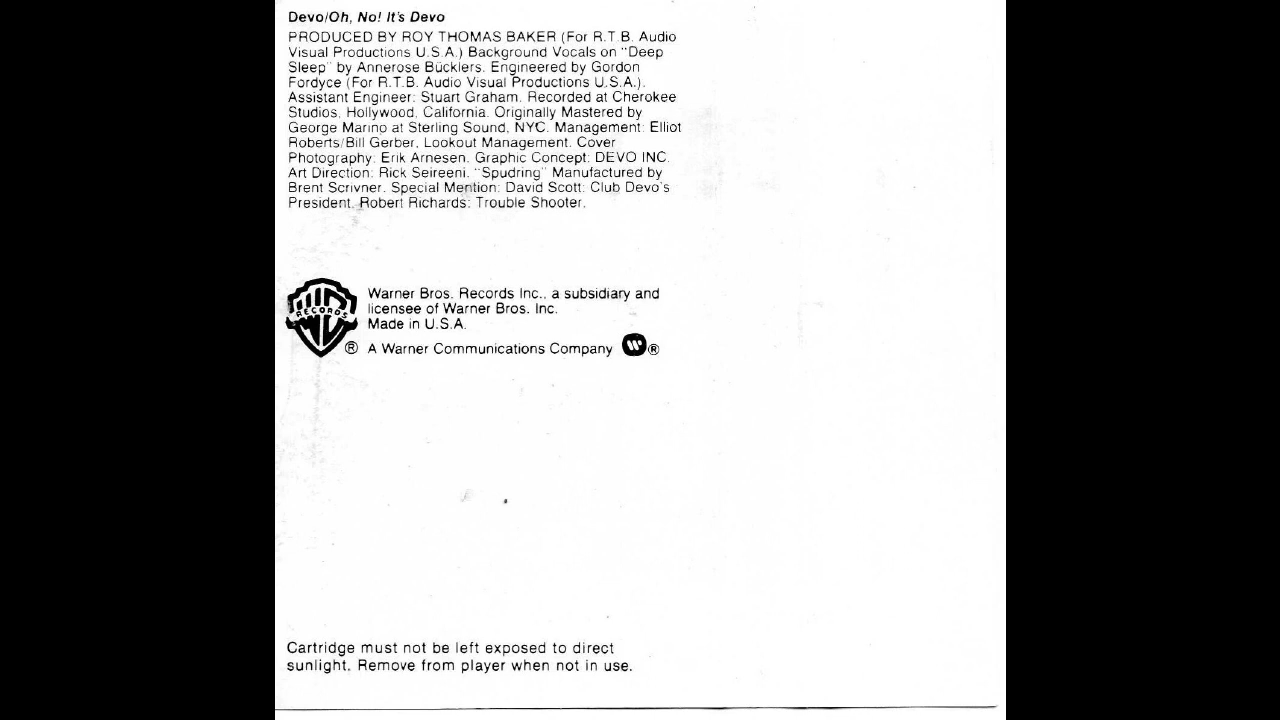 Devo/Oh, No! It's Devo
PRODUCED BY ROY THOMAS BAKER (For R.T.B. Audio
Visual Productions U.S.A.) Background Vocals on "Deep
Sleep" by Annerose Bücklers. Engineered by Gordon
Fordyce (For R.T.B. Audio Visual Productions U.S.A.).
Assistant Engineer: Stuart Graham. Recorded at Cherokee
Studios, Hollywood, California. Originally Mastered by
George Marino at Sterling Sound, NYC. Management: Elliot
Roberts/Bill Gerber, Lookout Management. Cover
Photography: Erik Arnesen. Graphic Concept: DEVO INC.
Art Direction: Rick Seireeni. "Spudring" Manufactured by
Brent Scrivner. Special Mention: David Scott: Club Devo's
President. Robert Richards: Trouble Shooter.
RECORDS
Warner Bros. Records Inc., a subsidiary and
licensee of Warner Bros. Inc.
Made in U.S.A.
® A Warner Communications Company ®
Cartridge must not be left exposed to direct
sunlight. Remove from player when not in use.